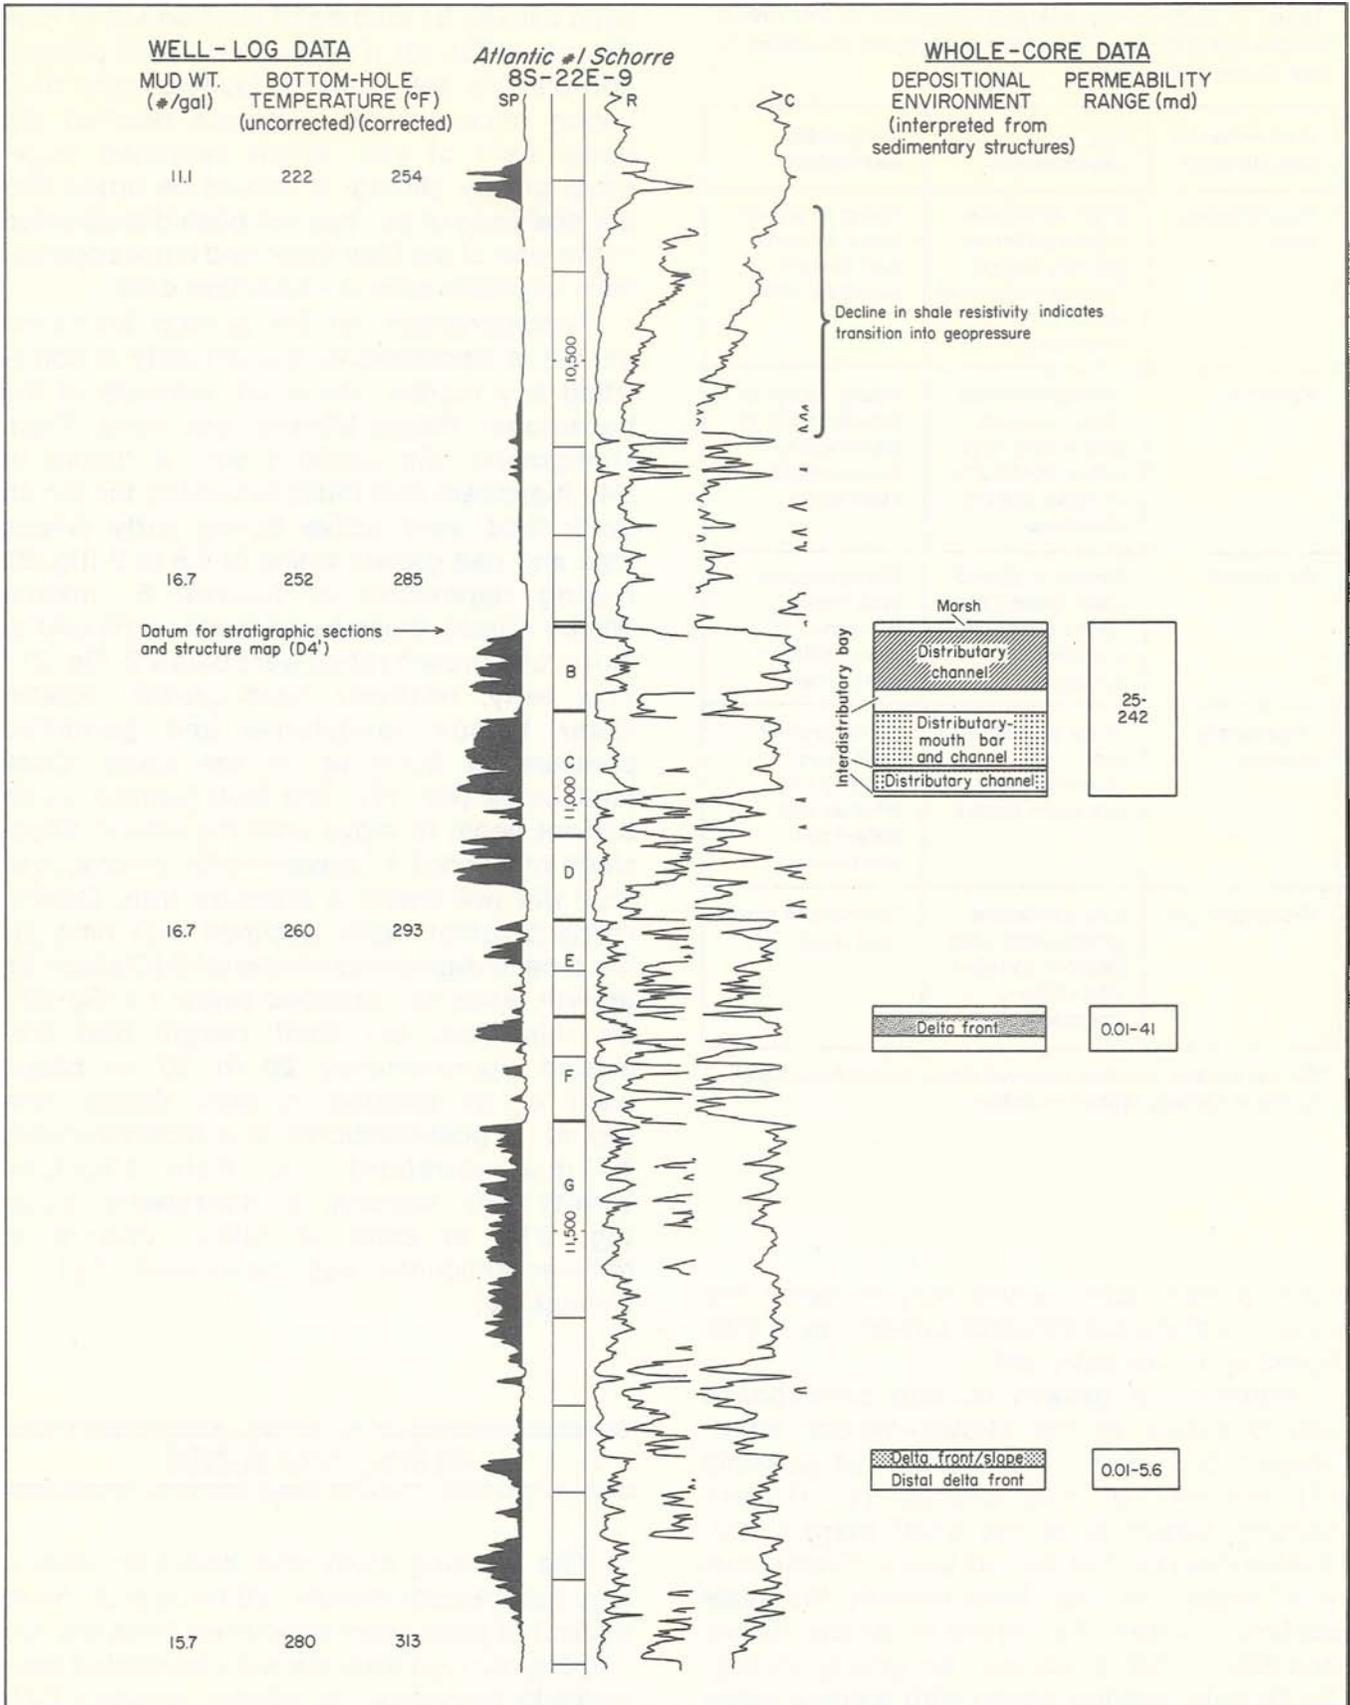 WELL-LOG DATA
MUD WT.
(#/gal)
BOTTOM-HOLE
TEMPERATURE (°F)
(uncorrected) (corrected)
Atlantic #1 Schorre
8S-22E-9
SP
R
C
WHOLE-CORE DATA
DEPOSITIONAL
ENVIRONMENT
(interpreted from
sedimentary structures)
PERMEABILITY
RANGE (md)
11.1 222 254
10,500
Decline in shale resistivity indicates
transition into geopressure
16.7 252 285
Datum for stratigraphic sections
and structure map (D4')
Marsh
Interdistributary bay
B
Distributary
channel
25-
242
C
Distributary-
mouth bar
and channel
Distributary channel
11,000
D
16.7 260 293
E
Delta front
0.01-41
F
G
11,500
Delta front/slope
Distal delta front
0.01-5.6
15.7 280 313